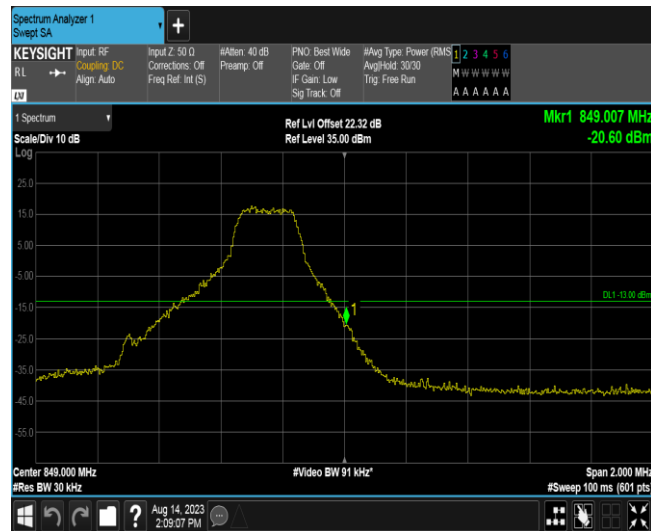 Spectrum Analyzer 1
Swept SA
+
KEYSIGHT
RL
LXI
Input: RF
Coupling: DC
Align: Auto
Input Z: 50 Ω
Corrections: Off
Freq Ref: Int (S)
#Atten: 40 dB
Preamp: Off
PNO: Best Wide
Gate: Off
IF Gain: Low
Sig Track: Off
#Avg Type: Power (RMS
Avg|Hold: 30/30
Trig: Free Run
1 2 3 4 5 6
M W W W W W
A A A A A A
1 Spectrum
Scale/Div 10 dB
Log
Ref Lvl Offset 22.32 dB
Ref Level 35.00 dBm
Mkr1 849.007 MHz
-20.60 dBm
25.0
15.0
5.00
-5.00
-15.0
-25.0
-35.0
-45.0
-55.0
DL1 -13.00 dBm
1
Center 849.000 MHz
#Res BW 30 kHz
#Video BW 91 kHz*
Span 2.000 MHz
#Sweep 100 ms (601 pts)
?
Aug 14, 2023
2:09:07 PM